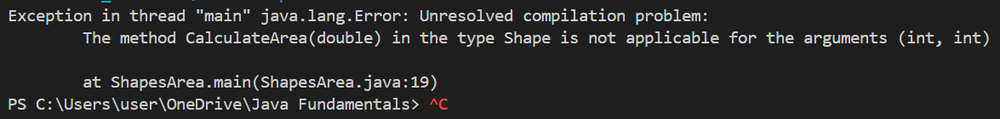 Exception in thread "main" java.lang.Error: Unresolved compilation problem:
The method CalculateArea(double) in the type Shape is not applicable for the arguments (int, int)
at ShapesArea.main(ShapesArea.java:19)
PS C:\Users\user\OneDrive\Java Fundamentals> ^C